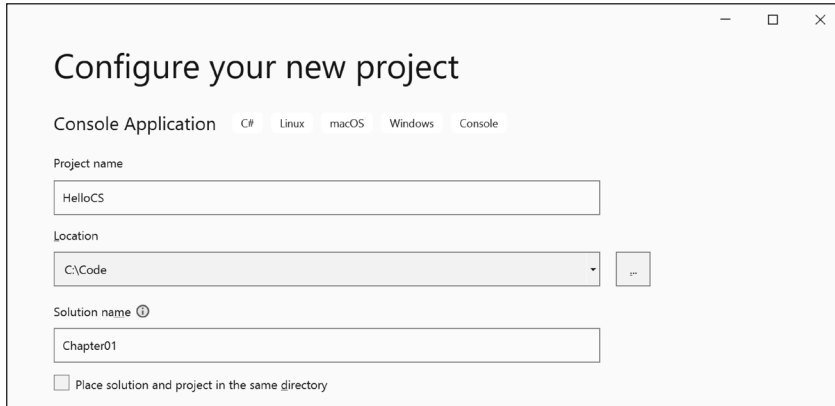 Configure your new project
Console Application C# Linux macOS Windows Console
Project name
HelloCS
Location
C:\Code
...
Solution name
Chapter01
Place solution and project in the same directory